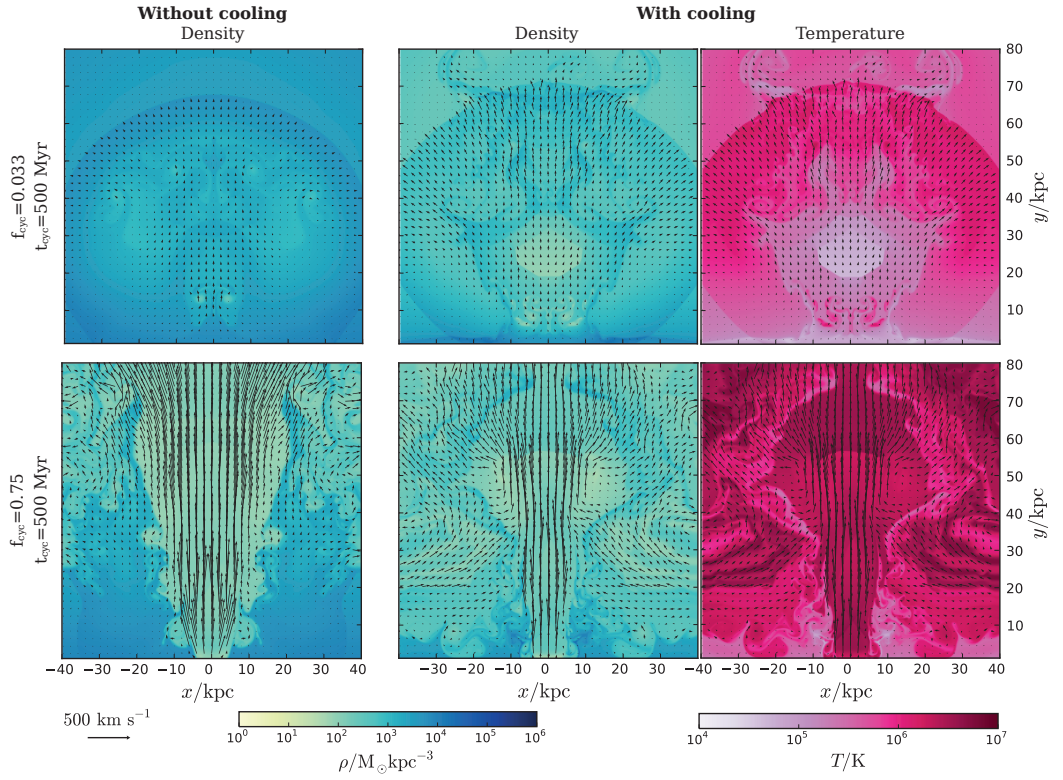 Without cooling
With cooling
Density
Density
Temperature
f_cyc=0.033
t_cyc=500 Myr
80
70
60
50
40
30
20
10
y/kpc
f_cyc=0.75
t_cyc=500 Myr
80
70
60
50
40
30
20
10
y/kpc
−40 −30 −20 −10 0 10 20 30 40
−40 −30 −20 −10 0 10 20 30
−40 −30 −20 −10 0 10 20 30 40
x/kpc
x/kpc
x/kpc
500 km s⁻¹
10⁰ 10¹ 10² 10³ 10⁴ 10⁵ 10⁶
ρ/M☉kpc⁻³
10⁴ 10⁵ 10⁶ 10⁷
T/K